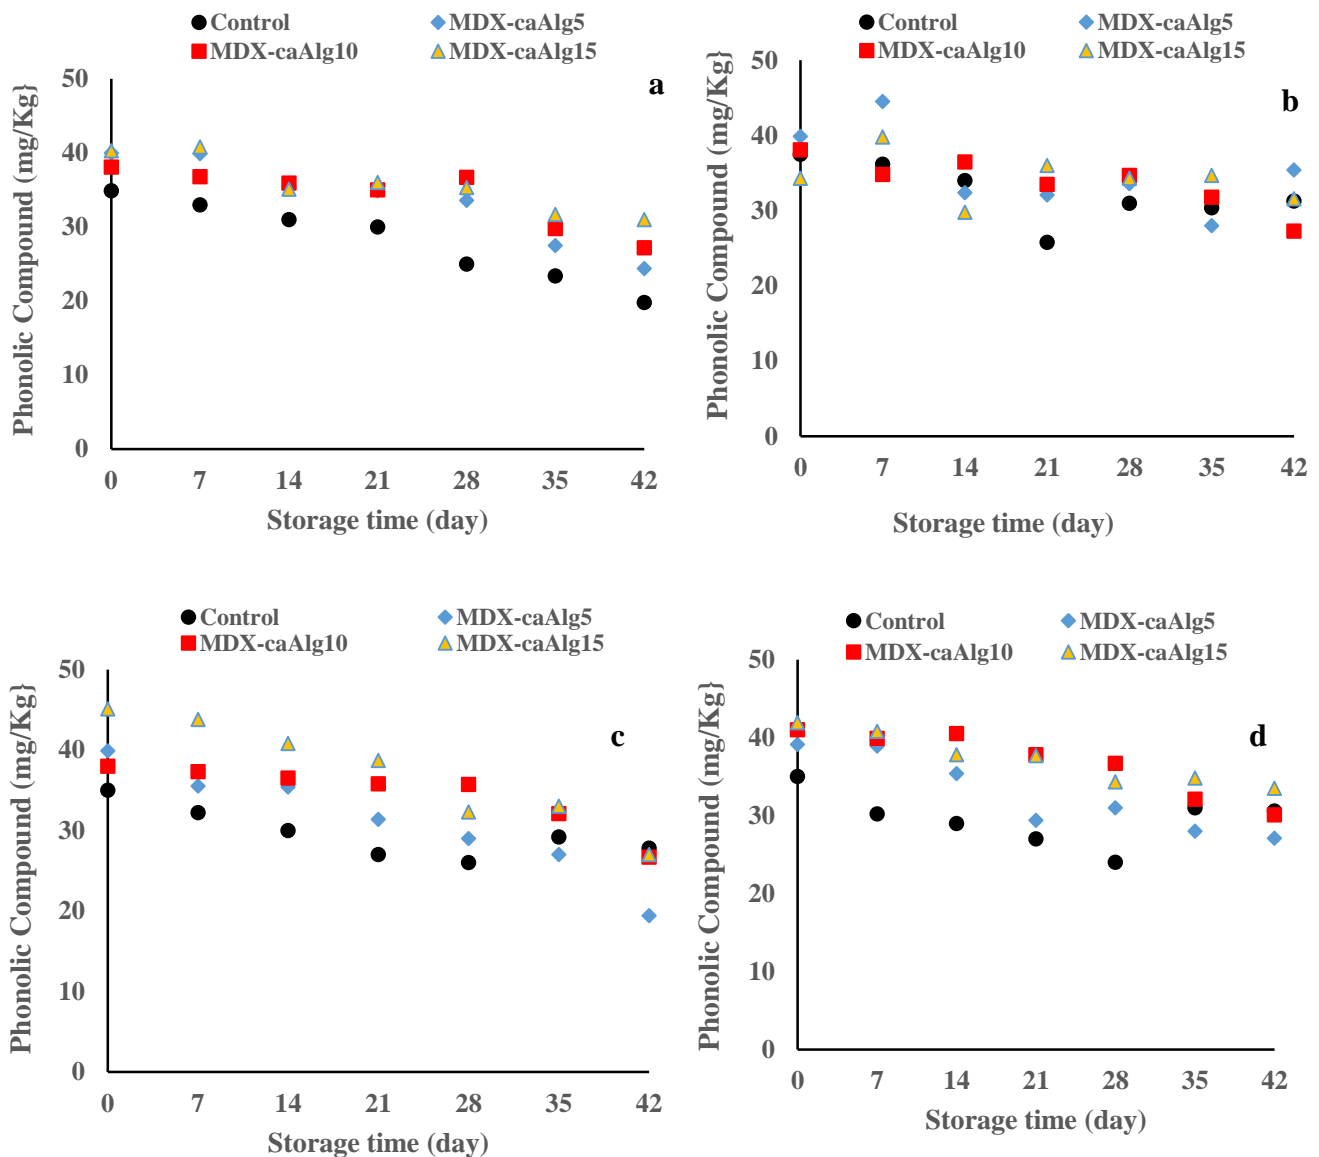 Control MDX-caAlg5
MDX-caAlg10 MDX-caAlg15
a
Phonolic Compound (mg/Kg}
50
40
30
20
10
0
0 7 14 21 28 35 42
Storage time (day)
Control MDX-caAlg5
MDX-caAlg10 MDX-caAlg15
b
Phonolic Compound (mg/Kg}
50
40
30
20
10
0
0 7 14 21 28 35 42
Storage time (day)
Control MDX-caAlg5
MDX-caAlg10 MDX-caAlg15
c
Phonolic Compound (mg/Kg}
50
40
30
20
10
0
0 7 14 21 28 35 42
Storage time (day)
Control MDX-caAlg5
MDX-caAlg10 MDX-caAlg15
d
Phonolic Compound (mg/Kg}
50
40
30
20
10
0
0 7 14 21 28 35 42
Storage time (day)